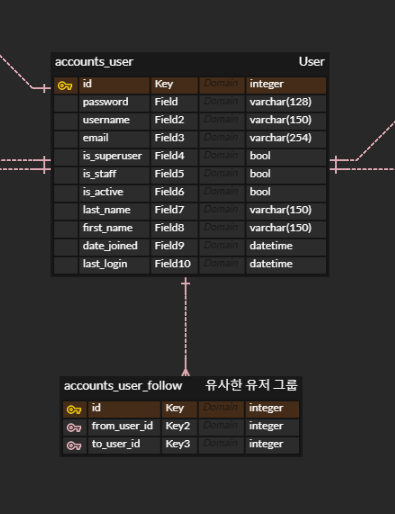 accounts_user User
id Key Domain integer
password Field Domain varchar(128)
username Field2 Domain varchar(150)
email Field3 Domain varchar(254)
is_superuser Field4 Domain bool
is_staff Field5 Domain bool
is_active Field6 Domain bool
last_name Field7 Domain varchar(150)
first_name Field8 Domain varchar(150)
date_joined Field9 Domain datetime
last_login Field10 Domain datetime
accounts_user_follow 유사한 유저 그룹
id Key Domain integer
from_user_id Key2 Domain integer
to_user_id Key3 Domain integer